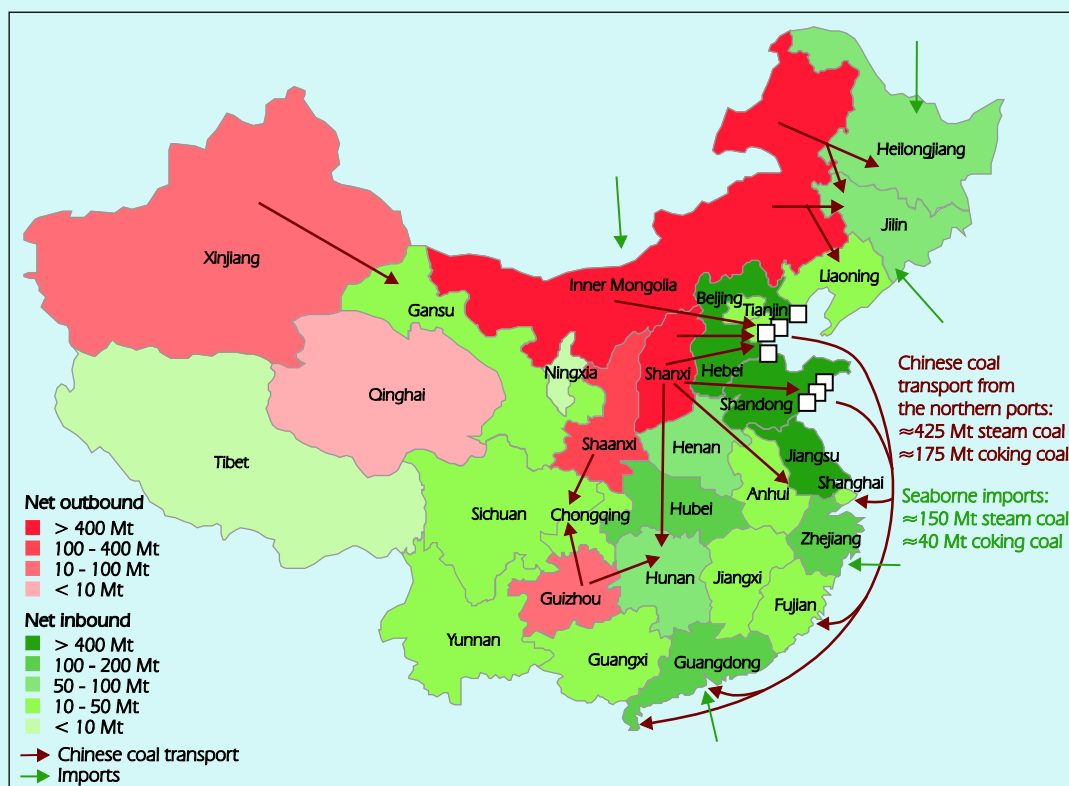 Heilongjiang
Jilin
Liaoning
Xinjiang
Inner Mongolia
Beijing
Tianjin
Gansu
Ningxia
Shanxi
Hebei
Qinghai
Shandong
Shaanxi
Henan
Jiangsu
Tibet
Shanghai
Anhui
Sichuan
Chongqing
Hubei
Zhejiang
Hunan
Jiangxi
Guizhou
Fujian
Yunnan
Guangxi
Guangdong
Chinese coal
transport from
the northern ports:
≈425 Mt steam coal
≈175 Mt coking coal
Seaborne imports:
≈150 Mt steam coal
≈40 Mt coking coal
Net outbound
> 400 Mt
100 - 400 Mt
10 - 100 Mt
< 10 Mt
Net inbound
> 400 Mt
100 - 200 Mt
50 - 100 Mt
10 - 50 Mt
< 10 Mt
Chinese coal transport
Imports